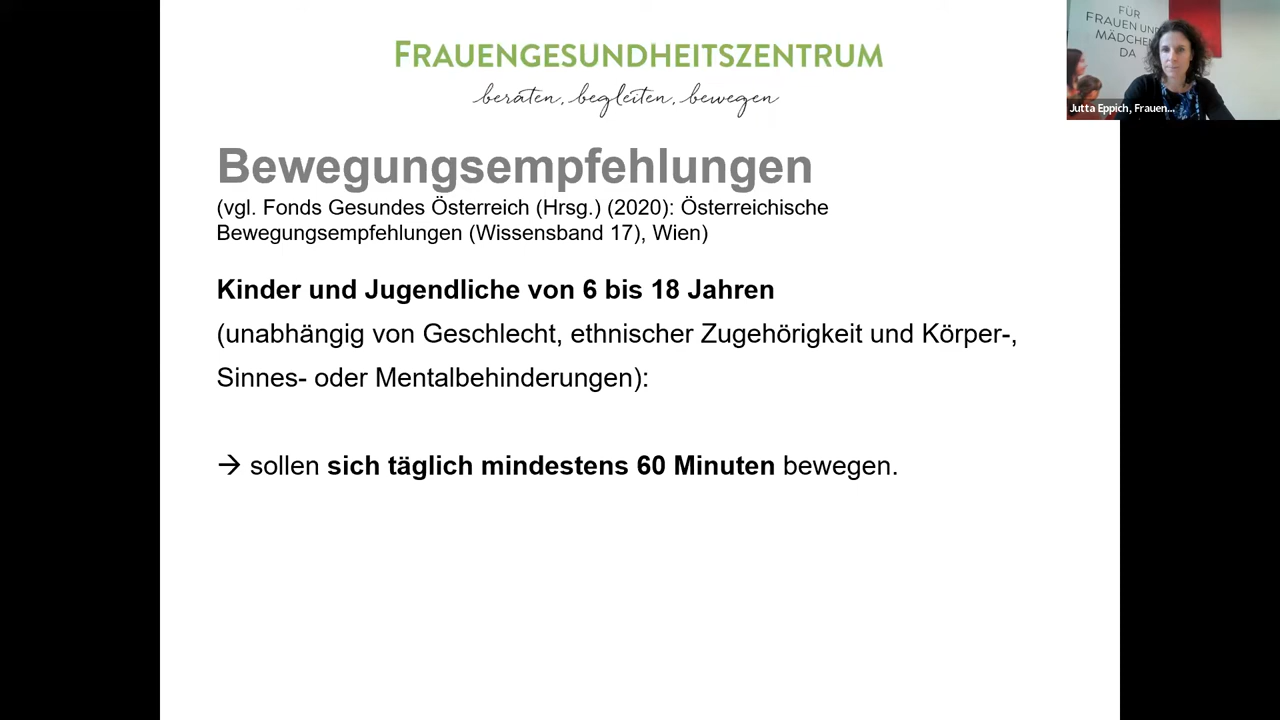 FRAUENGESUNDHEITSZENTRUM
beraten, begleiten, bewegen
Bewegungsempfehlungen
(vgl. Fonds Gesundes Österreich (Hrsg.) (2020): Österreichische
Bewegungsempfehlungen (Wissensband 17), Wien)
Kinder und Jugendliche von 6 bis 18 Jahren
(unabhängig von Geschlecht, ethnischer Zugehörigkeit und Körper-,
Sinnes- oder Mentalbehinderungen):
→ sollen sich täglich mindestens 60 Minuten bewegen.
FÜR
FRAUEN UND
MÄDCHEN
DA
Jutta Eppich, Frauen...